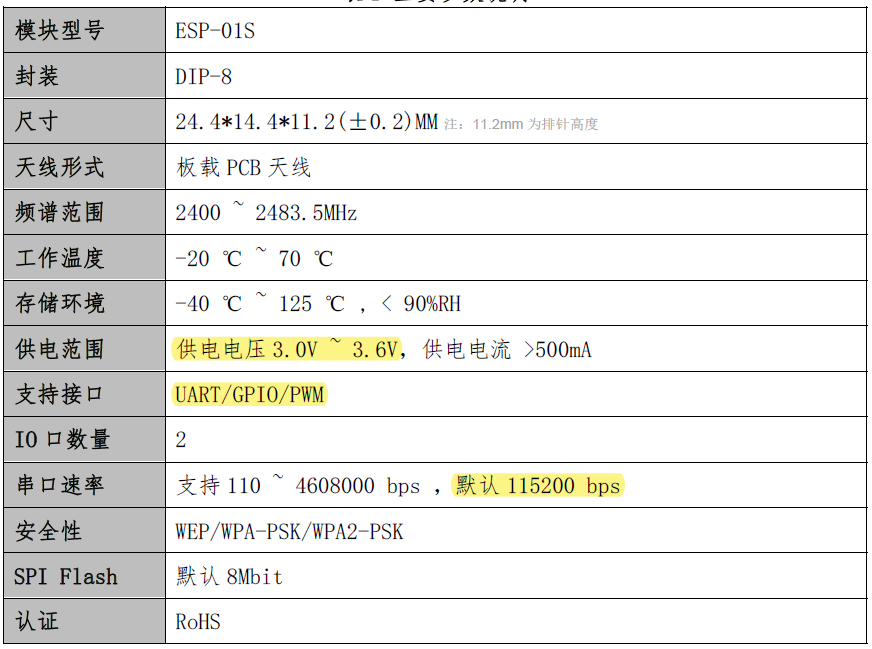 模块型号 ESP-01S
封装 DIP-8
尺寸 24.4*14.4*11.2(±0.2)MM 注：11.2mm 为排针高度
天线形式 板载 PCB 天线
频谱范围 2400 ~ 2483.5MHz
工作温度 -20 ℃ ~ 70 ℃
存储环境 -40 ℃ ~ 125 ℃ , < 90%RH
供电范围 供电电压 3.0V ~ 3.6V, 供电电流 >500mA
支持接口 UART/GPIO/PWM
IO 口数量 2
串口速率 支持 110 ~ 4608000 bps , 默认 115200 bps
安全性 WEP/WPA-PSK/WPA2-PSK
SPI Flash 默认 8Mbit
认证 RoHS